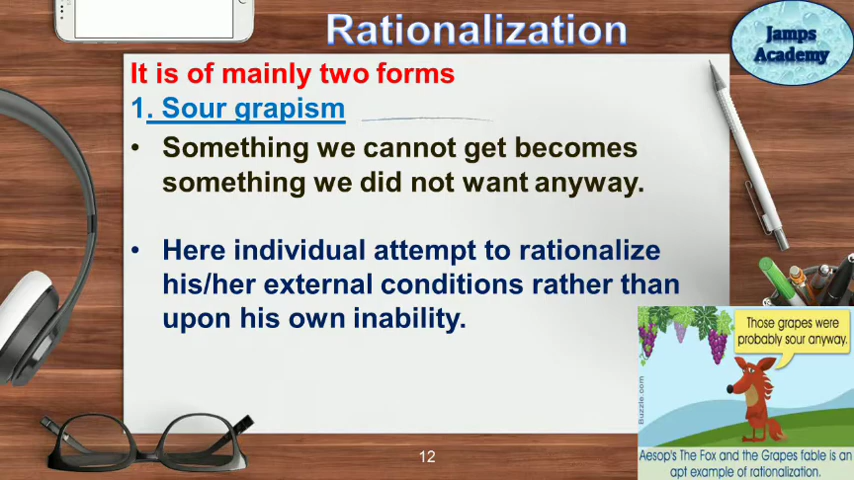 Rationalization
Jamps
Academy
It is of mainly two forms
1. Sour grapism
• Something we cannot get becomes
something we did not want anyway.
• Here individual attempt to rationalize
his/her external conditions rather than
upon his own inability.
Those grapes were
probably sour anyway.
Buzzle.com
Aesop's The Fox and the Grapes fable is an
apt example of rationalization.
12